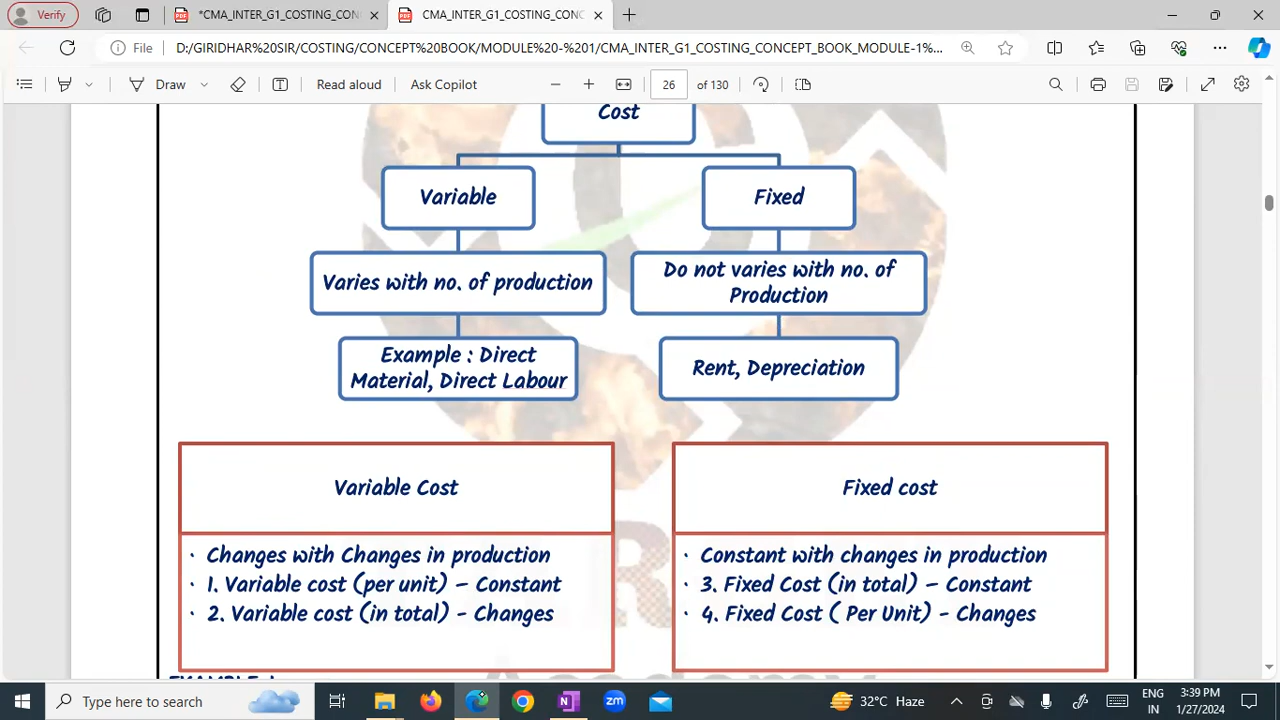 Verify
*CMA_INTER_G1_COSTING_CON
CMA_INTER_G1_COSTING_CONC
File
D:/GIRIDHAR%20SIR/COSTING/CONCEPT%20BOOK/MODULE%20-%201/CMA_INTER_G1_COSTING_CONCEPT_BOOK_MODULE-1%...
Draw
Read aloud
Ask Copilot
26
of 130
Cost
Variable
Fixed
Varies with no. of production
Do not varies with no. of
Production
Example : Direct
Material, Direct Labour
Rent, Depreciation
Variable Cost
Fixed cost
· Changes with Changes in production
· 1. Variable cost (per unit) – Constant
· 2. Variable cost (in total) - Changes
· Constant with changes in production
· 3. Fixed Cost (in total) – Constant
· 4. Fixed Cost ( Per Unit) - Changes
Type here to search
32°C Haze
ENG
IN
3:39 PM
1/27/2024